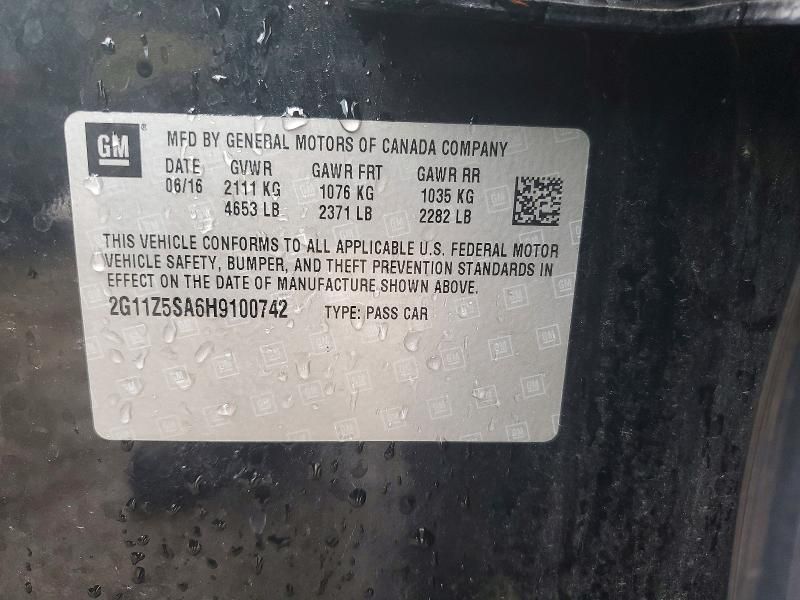 GM ®
MFD BY GENERAL MOTORS OF CANADA COMPANY
DATE GVWR GAWR FRT GAWR RR
06/16 2111 KG 1076 KG 1035 KG
4653 LB 2371 LB 2282 LB
THIS VEHICLE CONFORMS TO ALL APPLICABLE U.S. FEDERAL MOTOR
VEHICLE SAFETY, BUMPER, AND THEFT PREVENTION STANDARDS IN
EFFECT ON THE DATE OF MANUFACTURE SHOWN ABOVE.
2G11Z5SA6H9100742 TYPE: PASS CAR